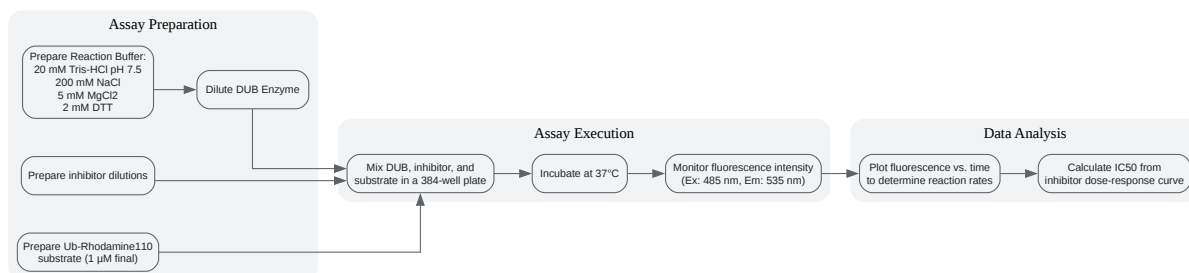 Assay Preparation
Prepare Reaction Buffer:
20 mM Tris-HCl pH 7.5
200 mM NaCl
5 mM MgCl2
2 mM DTT
Dilute DUB Enzyme
Prepare inhibitor dilutions
Prepare Ub-Rhodamine110
substrate (1 µM final)
Assay Execution
Mix DUB, inhibitor, and
substrate in a 384-well plate
Incubate at 37°C
Monitor fluorescence intensity
(Ex: 485 nm, Em: 535 nm)
Data Analysis
Plot fluorescence vs. time
to determine reaction rates
Calculate IC50 from
inhibitor dose-response curve